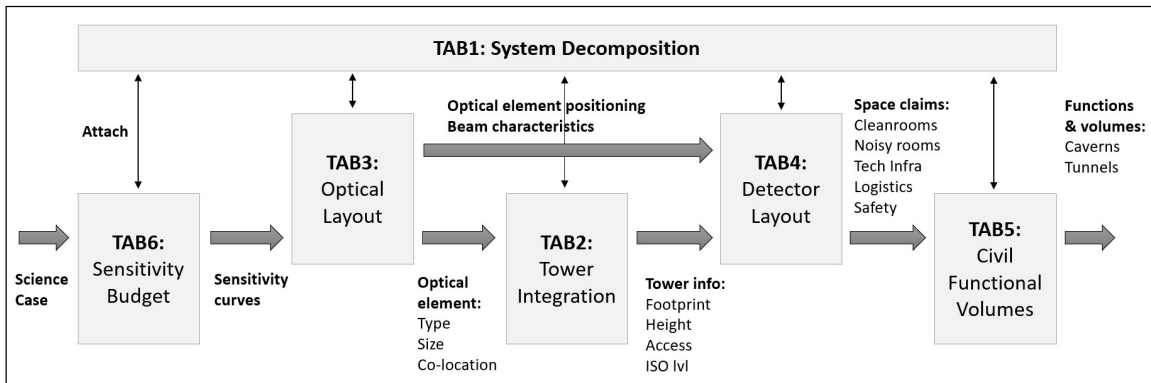 TAB1: System Decomposition
Attach
Optical element positioning
Beam characteristics
Space claims:
Cleanrooms
Noisy rooms
Tech Infra
Logistics
Safety
Functions
& volumes:
Caverns
Tunnels
TAB3:
Optical
Layout
TAB4:
Detector
Layout
TAB6:
Sensitivity
Budget
TAB2:
Tower
Integration
TAB5:
Civil
Functional
Volumes
Science
Case
Sensitivity
curves
Optical
element:
Type
Size
Co-location
Tower info:
Footprint
Height
Access
ISO lvl